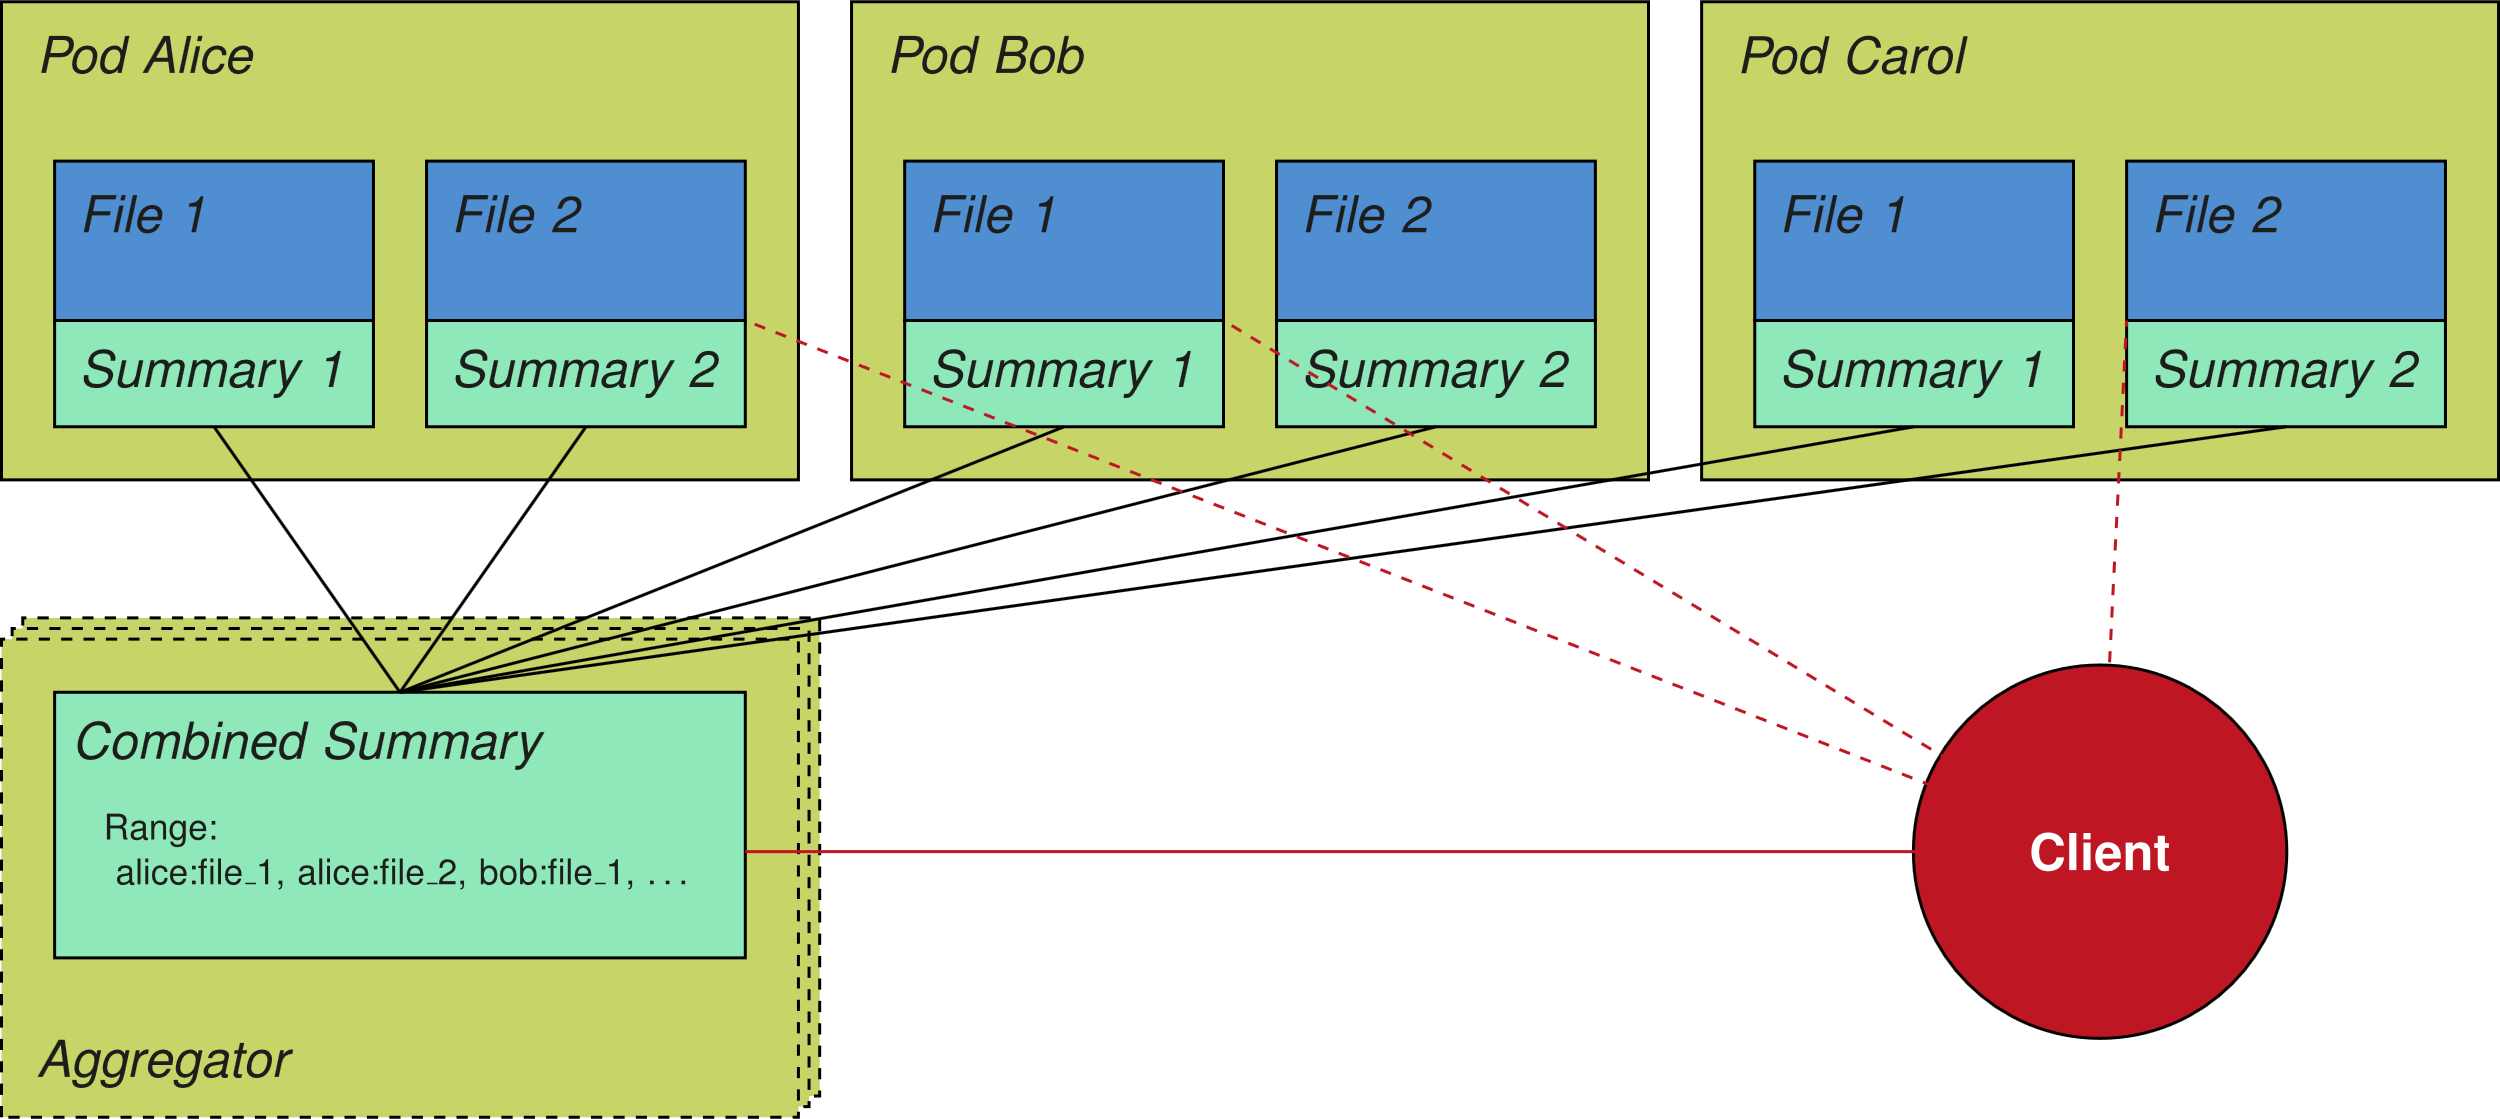 Pod Alice
Pod Bob
Pod Carol
File 1
File 2
File 1
File 2
File 1
File 2
Summary 1
Summary 2
Summary 1
Summary 2
Summary 1
Summary 2
Combined Summary
Range:
alice:file_1, alice:file_2, bob:file_1, ...
Client
Aggregator